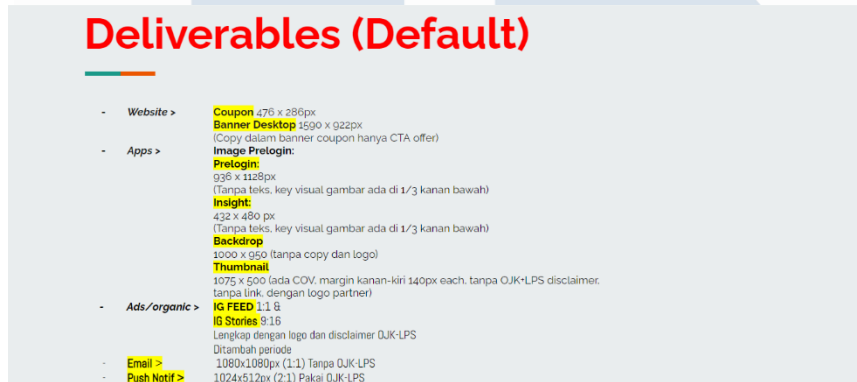 Deliverables (Default)
- Website > Coupon 476 x 286px
Banner Desktop 1590 x 922px
(Copy dalam banner coupon hanya CTA offer)
- Apps > Image Prelogin:
Prelogin:
936 x 1128px
(Tanpa teks, key visual gambar ada di 1/3 kanan bawah)
Insight:
432 x 480 px
(Tanpa teks, key visual gambar ada di 1/3 kanan bawah)
Backdrop
1000 x 950 (tanpa copy dan logo)
Thumbnail
1075 x 500 (ada COV, margin kanan-kiri 140px each, tanpa OJK+LPS disclaimer,
tanpa link, dengan logo partner)
- Ads/organic > IG FEED 1:1 &
IG Stories 9:16
Lengkap dengan logo dan disclaimer OJK-LPS
Ditambah periode
- Email > 1080x1080px (1:1) Tanpa OJK-LPS
- Push Notif > 1024x512px (2:1) Pakai OJK-LPS